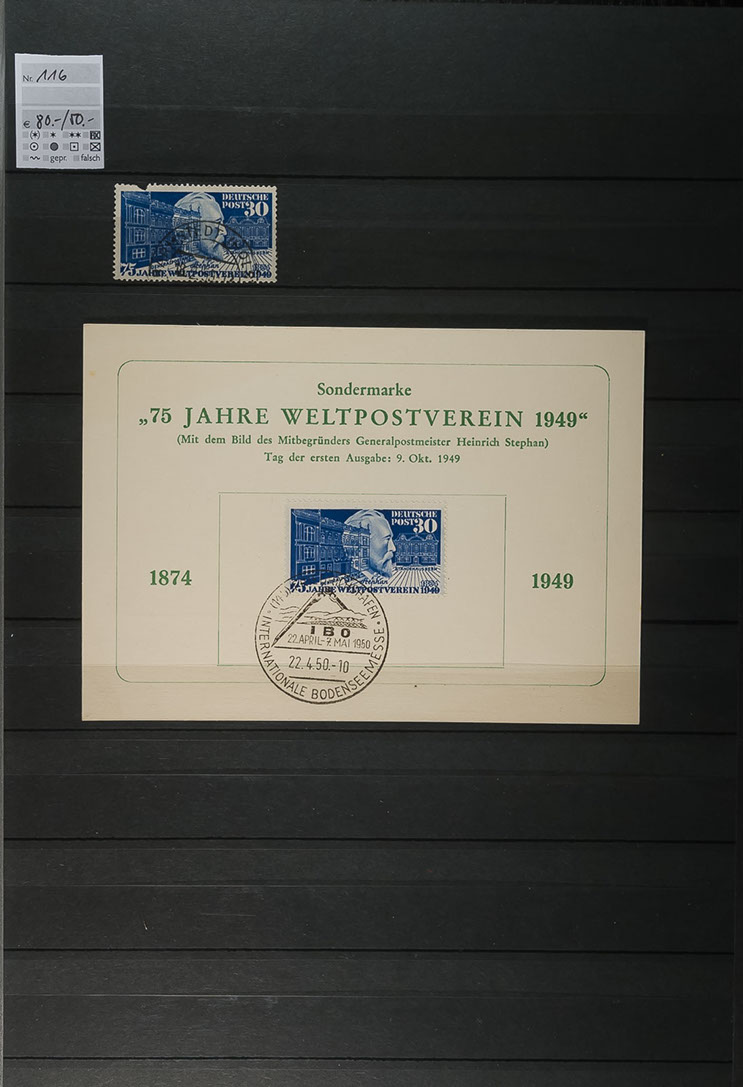 Nr. 116
€ 80.-/50.-
(*) * **
gepr. falsch
DEUTSCHE
POST 30
75 JAHRE WELTPOSTVEREIN 1949
Sondermarke
„75 JAHRE WELTPOSTVEREIN 1949“
(Mit dem Bild des Mitbegründers Generalpostmeister Heinrich Stephan)
Tag der ersten Ausgabe: 9. Okt. 1949
DEUTSCHE
POST 30
1874
1949
75 JAHRE WELTPOSTVEREIN 1949
IBO
22.APRIL-7.MAI 1950
22.4.50.-10
INTERNATIONALE BODENSEEMESSE